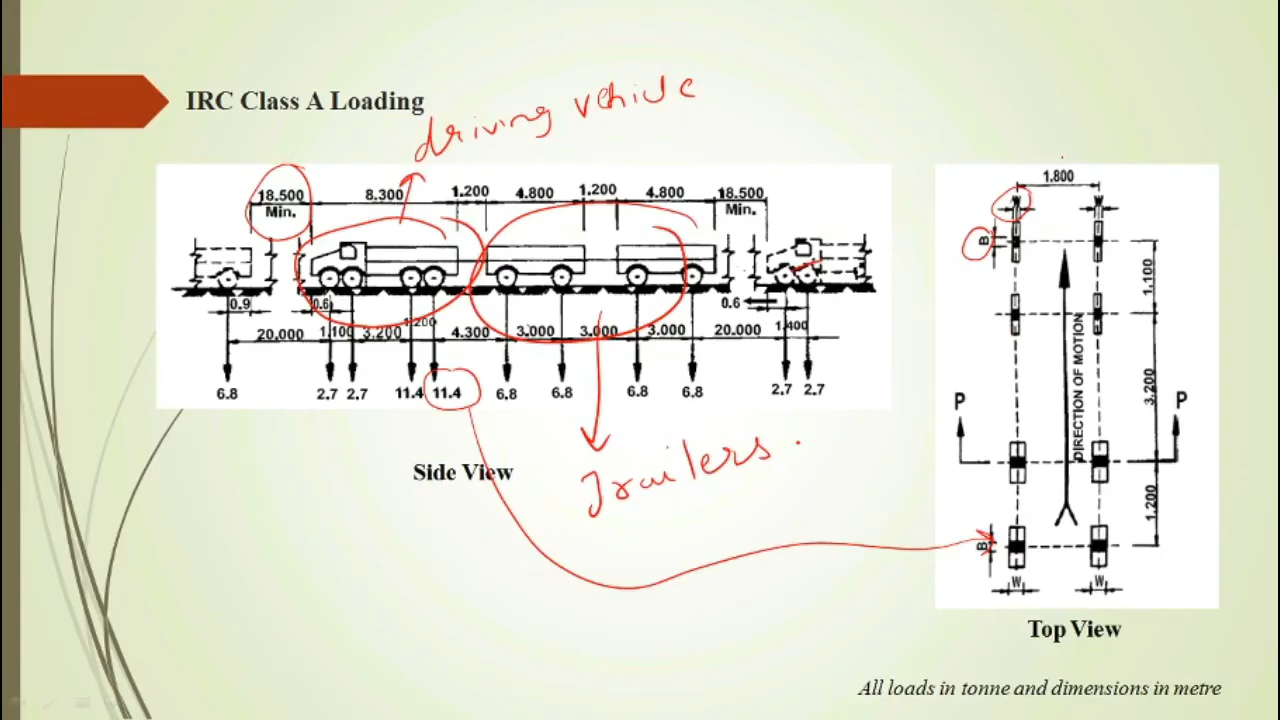 IRC Class A Loading
driving vehicle
18.500 8.300 1.200 4.800 1.200 4.800 18.500
Min. Min.
0.9 0.6 0.6
20.000 1.100 3.200 1.200 4.300 3.000 3.000 3.000 20.000 1.400
6.8 2.7 2.7 11.4 11.4 6.8 6.8 6.8 6.8 2.7 2.7
Side View
Trailers.
1.800
W W
B
1.100
DIRECTION OF MOTION
3.200
P P
1.200
B
W W
Top View
All loads in tonne and dimensions in metre